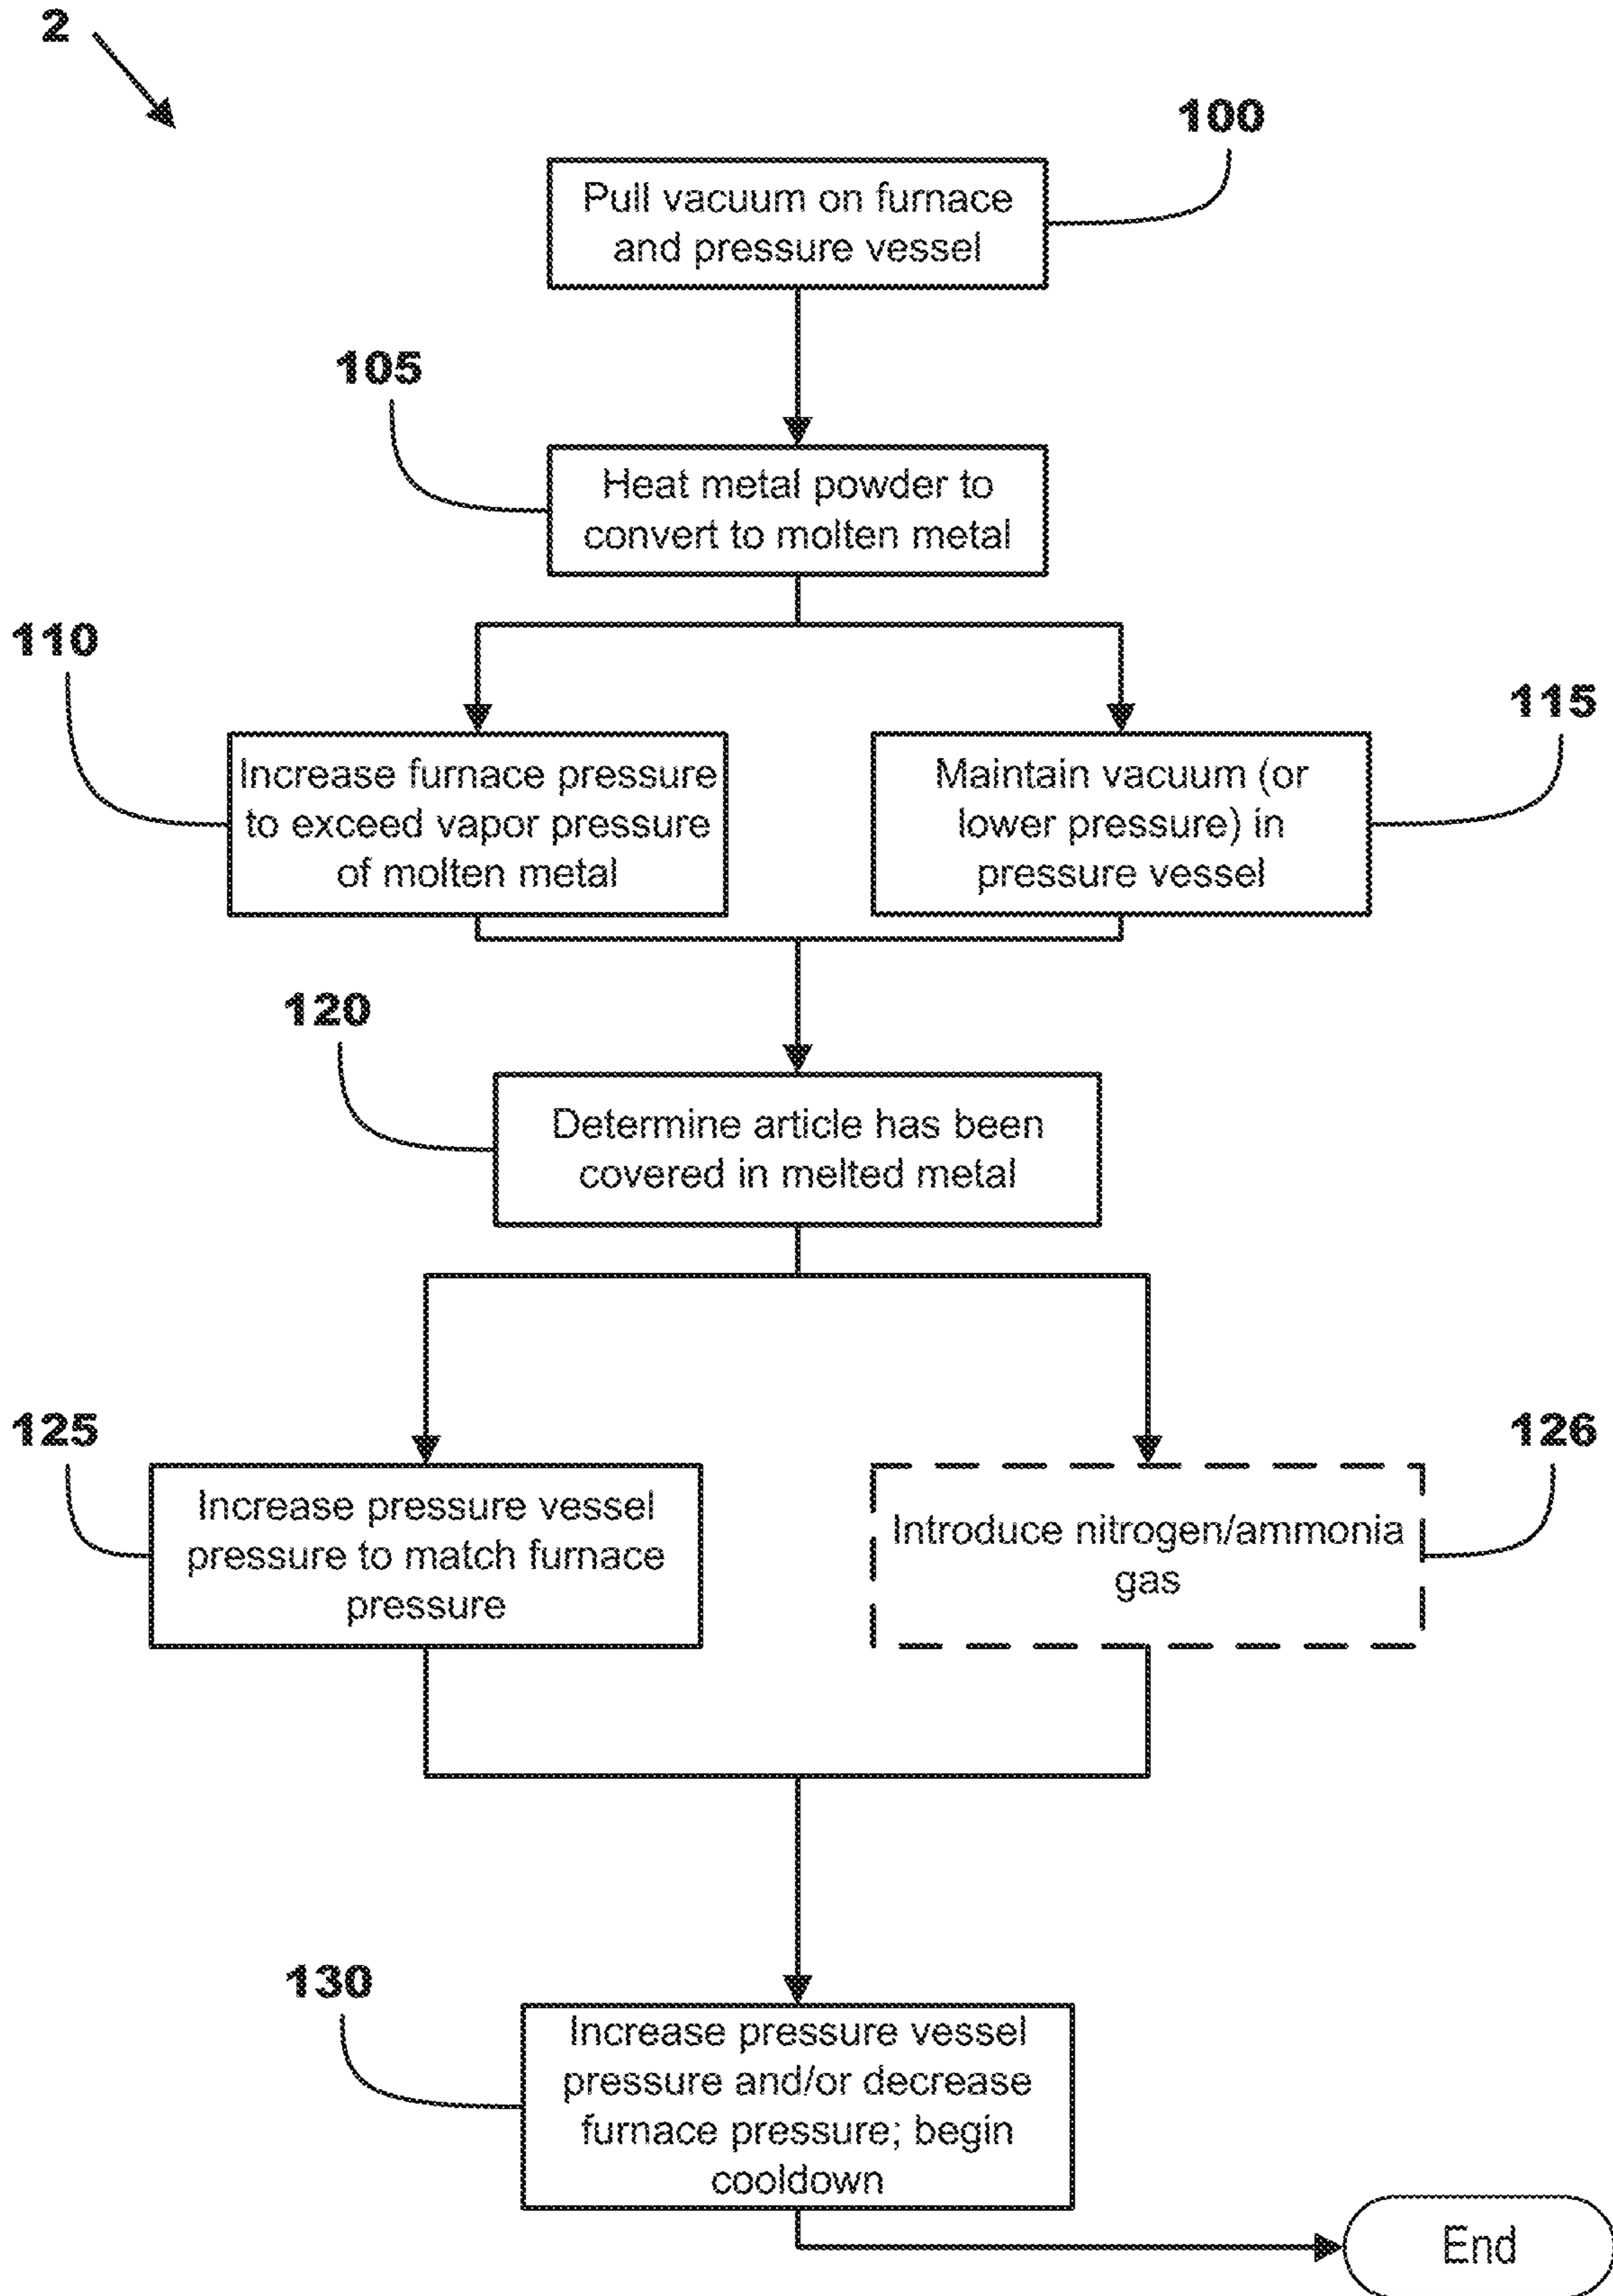 2
100
Pull vacuum on furnace
and pressure vessel
105
Heat metal powder to
convert to molten metal
110
Increase furnace pressure
to exceed vapor pressure
of molten metal
115
Maintain vacuum (or
lower pressure) in
pressure vessel
120
Determine article has been
covered in melted metal
125
Increase pressure vessel
pressure to match furnace
pressure
126
Introduce nitrogen/ammonia
gas
130
Increase pressure vessel
pressure and/or decrease
furnace pressure; begin
cooldown
End